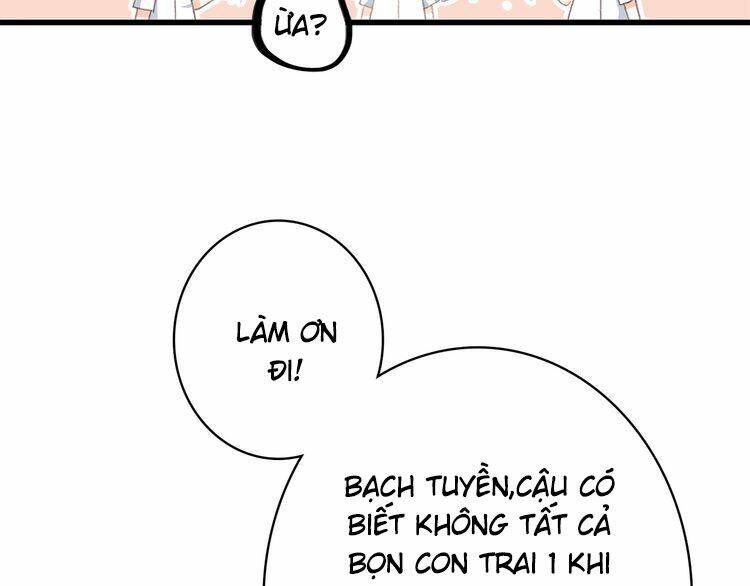 ỪA?
LÀM ƠN
ĐI!
BẠCH TUYỀN,CẬU CÓ
BIẾT KHÔNG TẤT CẢ
BỌN CON TRAI 1 KHI